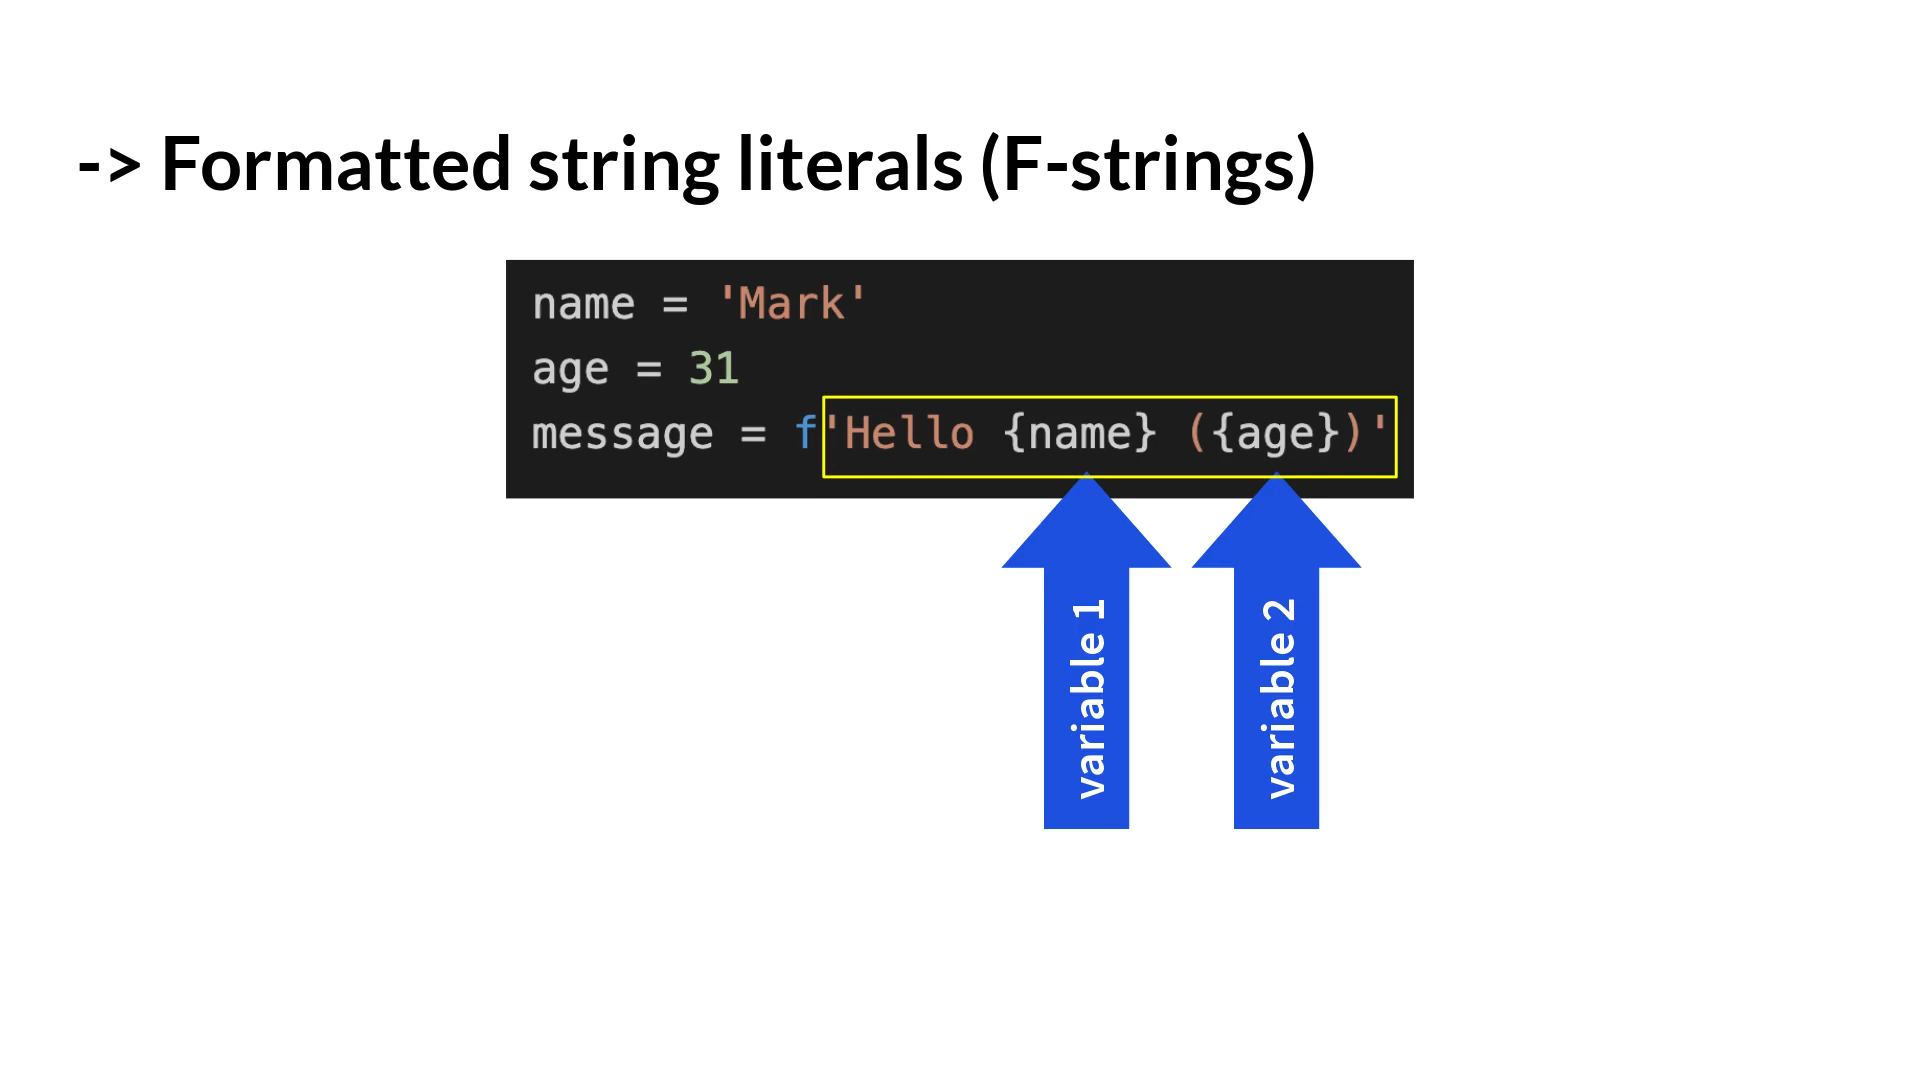 -> Formatted string literals (F-strings)
name = 'Mark'
age = 31
message = f'Hello {name} ({age})'
variable 1
variable 2